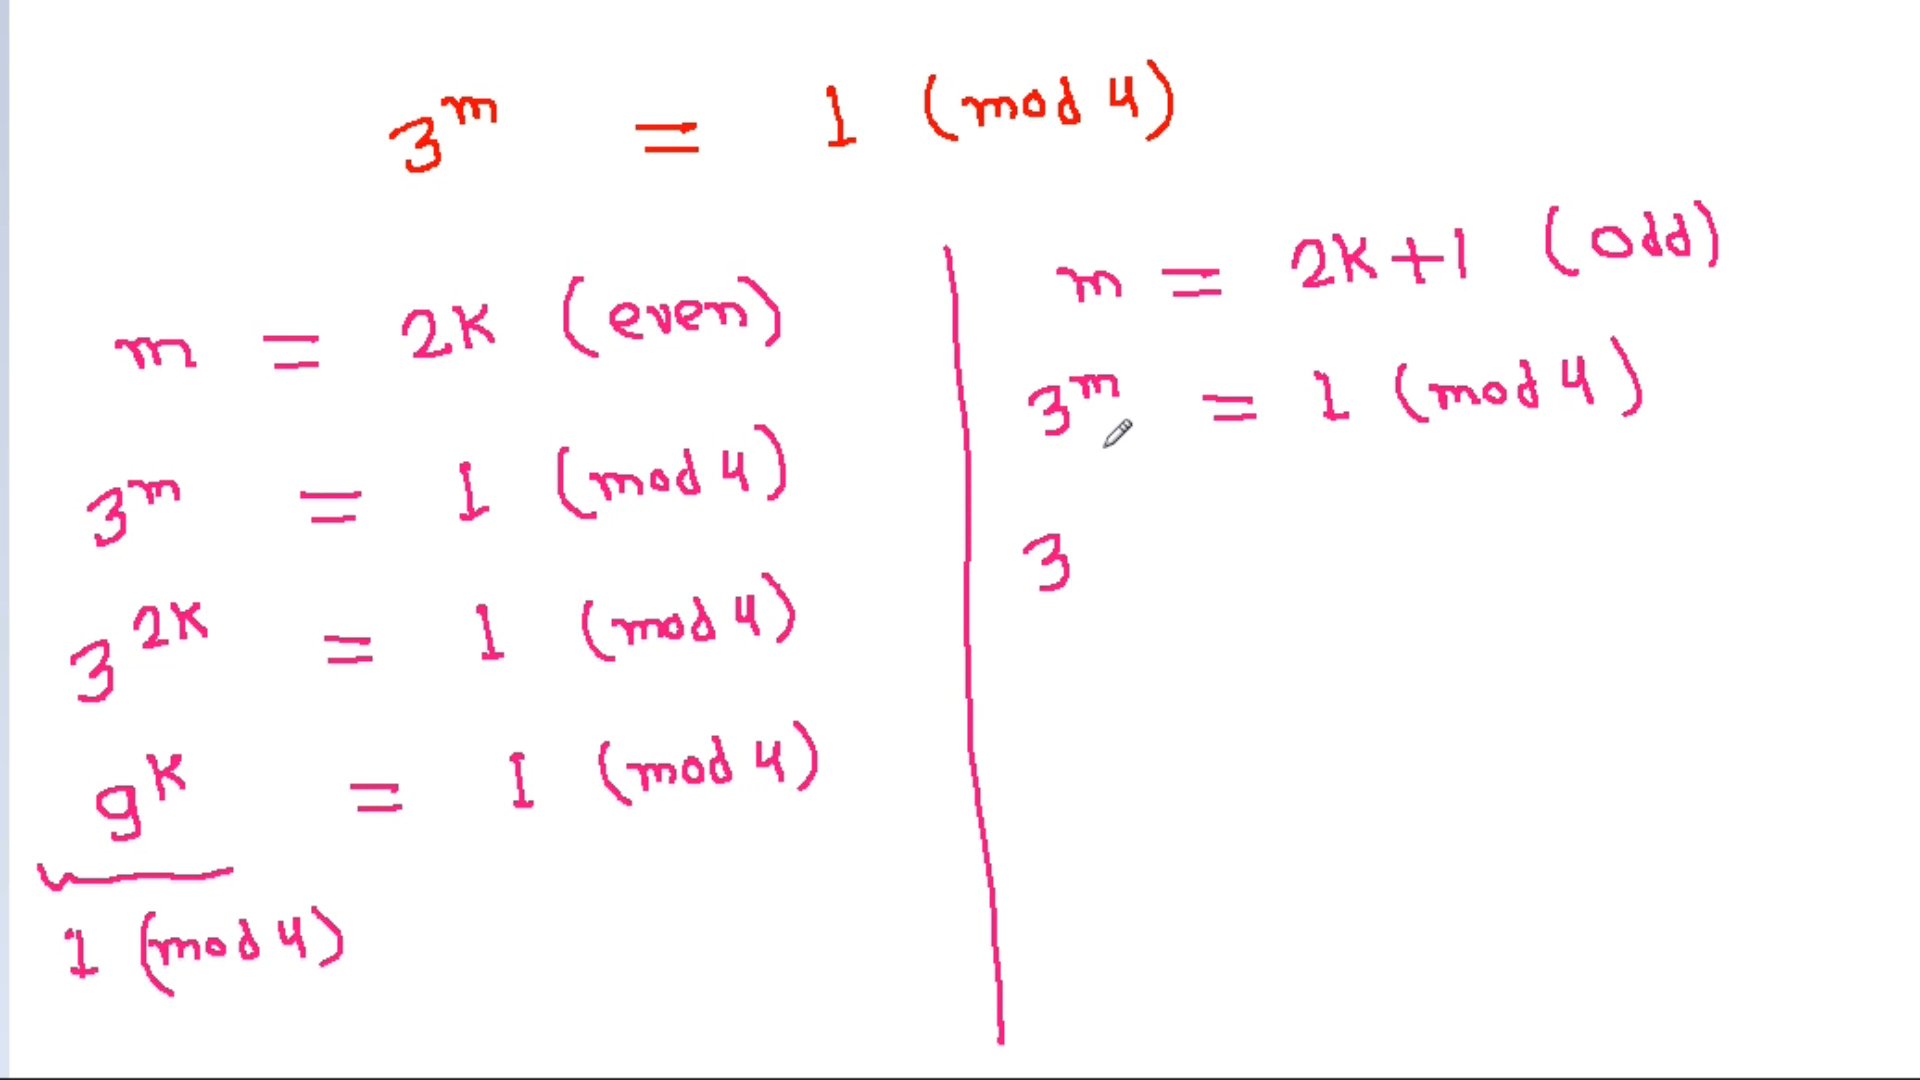 3^m = 1 (mod 4)
m = 2K (even)
3^m = 1 (mod 4)
3^2K = 1 (mod 4)
9^K = 1 (mod 4)
1 (mod 4)
m = 2K+1 (odd)
3^m = 1 (mod 4)
3